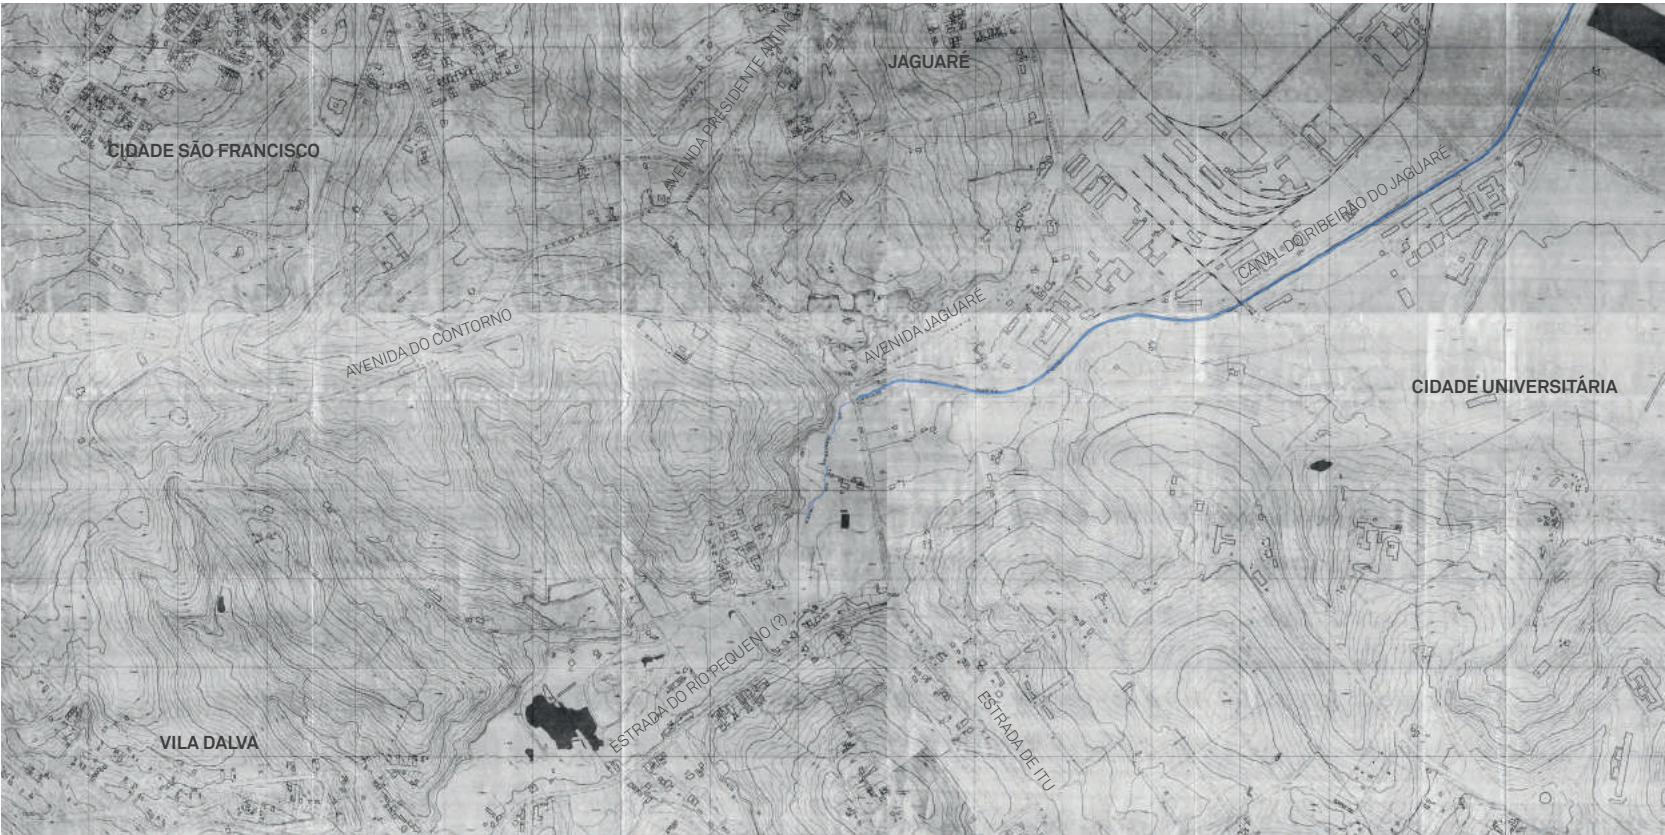 JAGUARÉ
AVENIDA PRESIDENTE
CIDADE SÃO FRANCISCO
CANAL DO RIBEIRÃO DO JAGUARÉ
AVENIDA JAGUARÉ
AVENIDA DO CONTORNO
CIDADE UNIVERSITÁRIA
ESTRADA DO RIO PEQUENO (?)
ESTRADA DE ITU
VILA DALVA